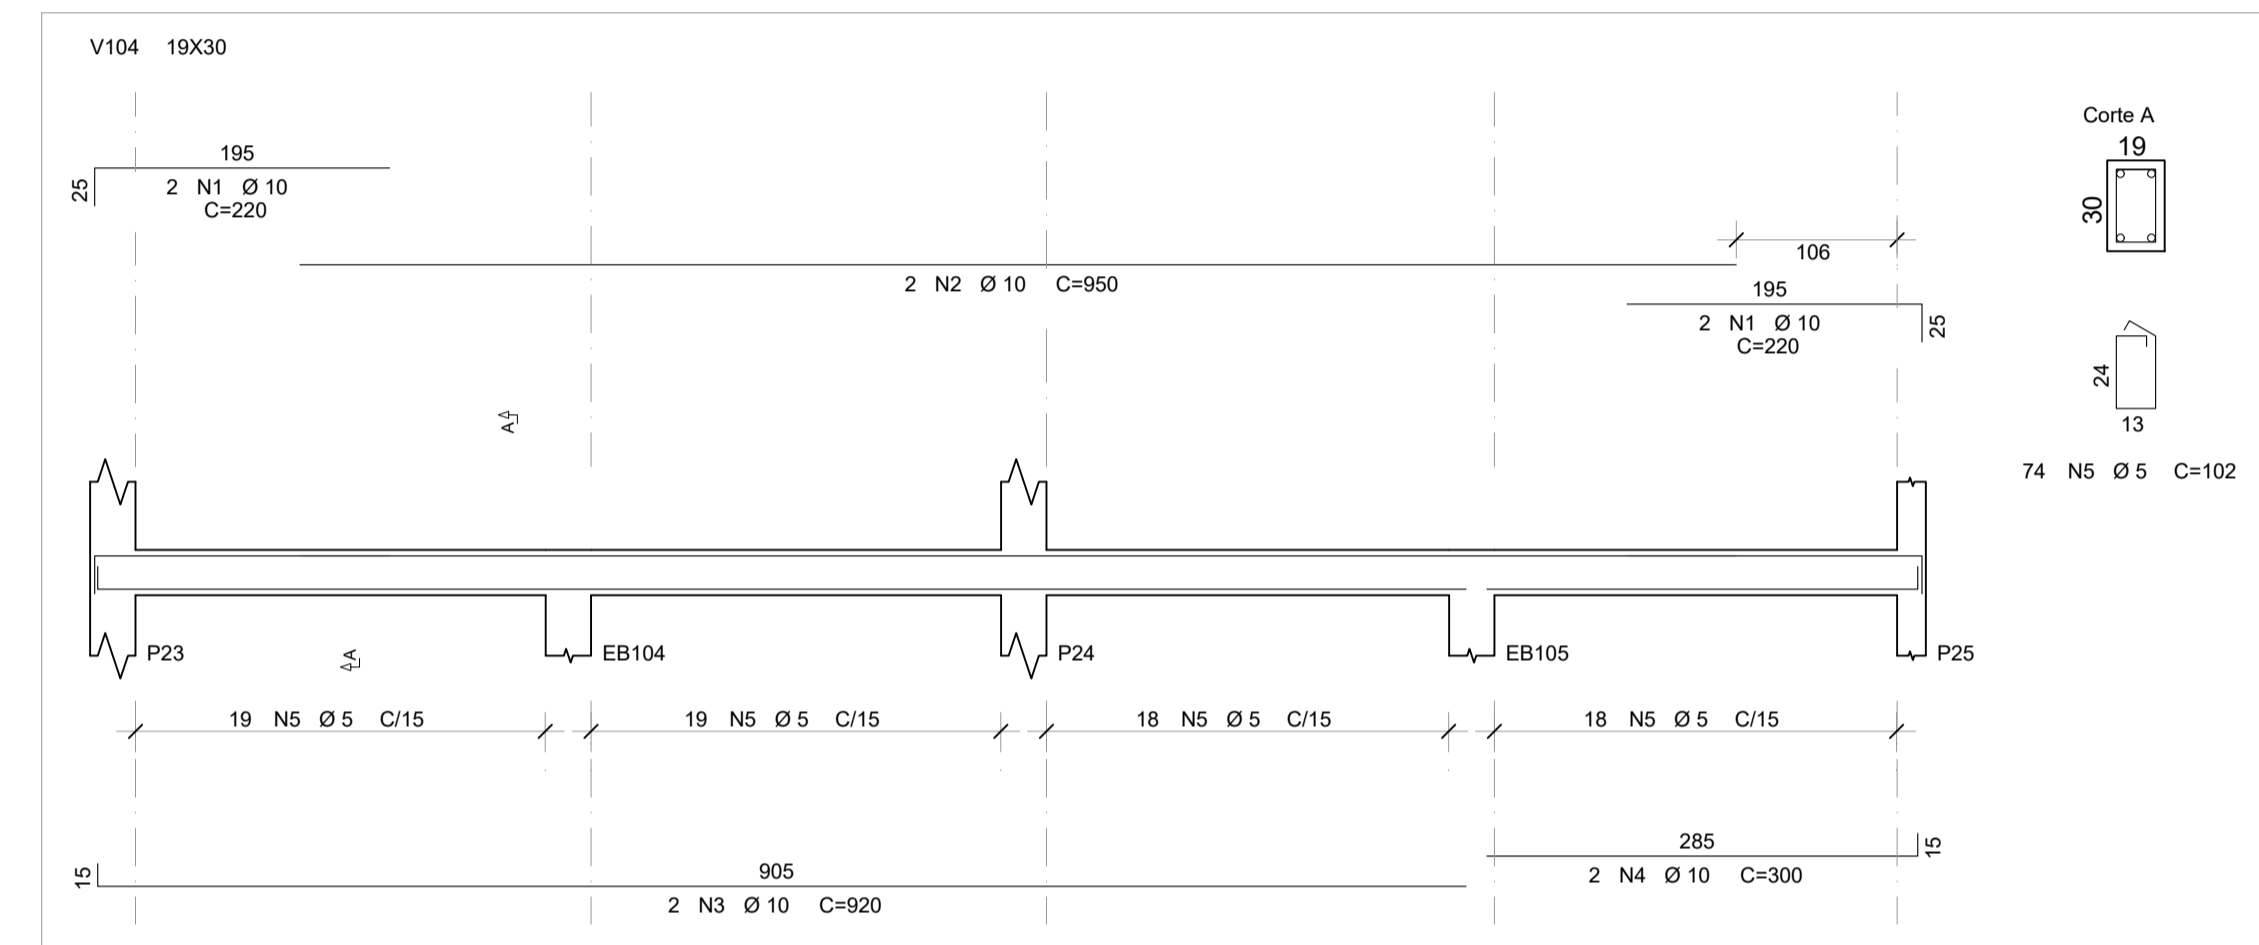 V104 19X30
Corte A
19
30
195
25
2 N1 Ø 10
C=220
106
2 N2 Ø 10 C=950
195
25
2 N1 Ø 10
C=220
24
13
74 N5 Ø 5 C=102
A
A
P23
EB104
P24
EB105
P25
19 N5 Ø 5 C/15
19 N5 Ø 5 C/15
18 N5 Ø 5 C/15
18 N5 Ø 5 C/15
285
15
2 N4 Ø 10 C=300
15
905
2 N3 Ø 10 C=920